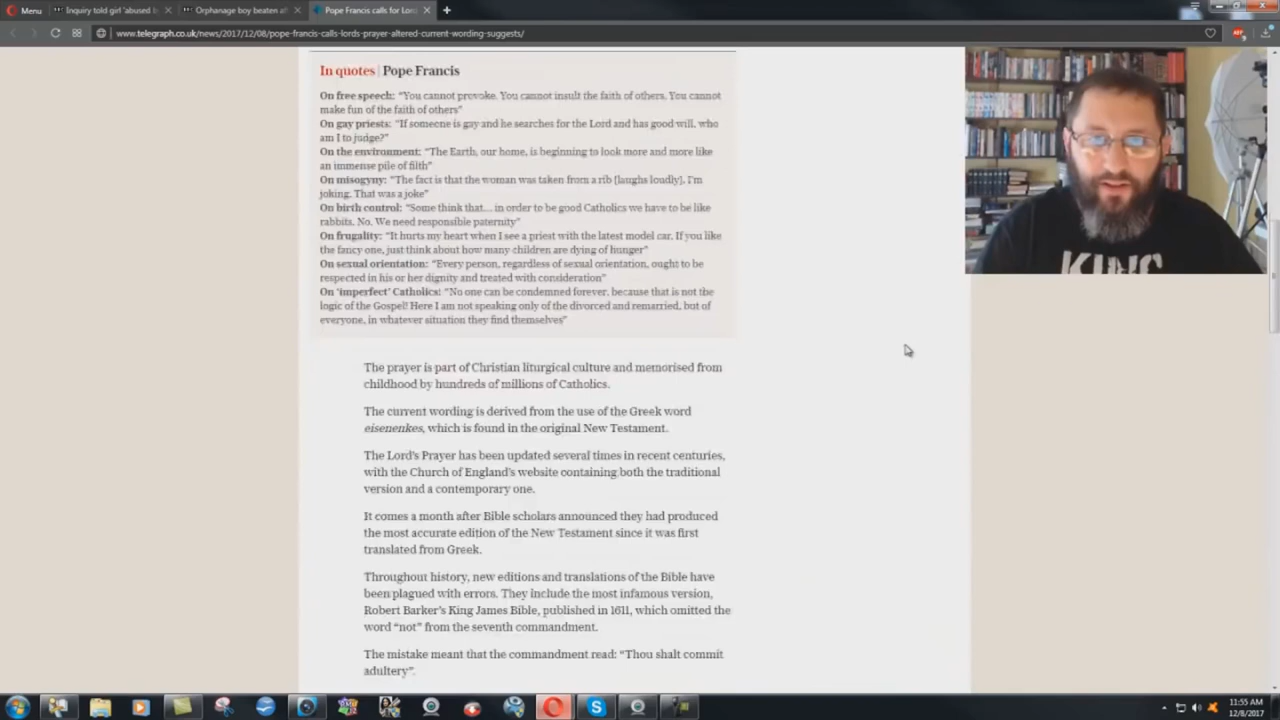 Menu
Inquiry told girl 'abused b
Orphanage boy beaten af
Pope Francis calls for Lord
www.telegraph.co.uk/news/2017/12/08/pope-francis-calls-lords-prayer-altered-current-wording-suggests/
In quotes | Pope Francis
On free speech: “You cannot provoke. You cannot insult the faith of others. You cannot
make fun of the faith of others”
On gay priests: “If someone is gay and he searches for the Lord and has good will, who
am I to judge?”
On the environment: “The Earth, our home, is beginning to look more and more like
an immense pile of filth”
On misogyny: “The fact is that the woman was taken from a rib [laughs loudly]. I'm
joking. That was a joke”
On birth control: “Some think that... in order to be good Catholics we have to be like
rabbits. No. We need responsible paternity”
On frugality: “It hurts my heart when I see a priest with the latest model car. If you like
the fancy one, just think about how many children are dying of hunger”
On sexual orientation: “Every person, regardless of sexual orientation, ought to be
respected in his or her dignity and treated with consideration”
On ‘imperfect’ Catholics: “No one can be condemned forever, because that is not the
logic of the Gospel! Here I am not speaking only of the divorced and remarried, but of
everyone, in whatever situation they find themselves”
KING
The prayer is part of Christian liturgical culture and memorised from
childhood by hundreds of millions of Catholics.
The current wording is derived from the use of the Greek word
eisenenkes, which is found in the original New Testament.
The Lord's Prayer has been updated several times in recent centuries,
with the Church of England's website containing both the traditional
version and a contemporary one.
It comes a month after Bible scholars announced they had produced
the most accurate edition of the New Testament since it was first
translated from Greek.
Throughout history, new editions and translations of the Bible have
been plagued with errors. They include the most infamous version,
Robert Barker's King James Bible, published in 1611, which omitted the
word “not” from the seventh commandment.
The mistake meant that the commandment read: “Thou shalt commit
adultery”.
11:55 AM
12/8/2017